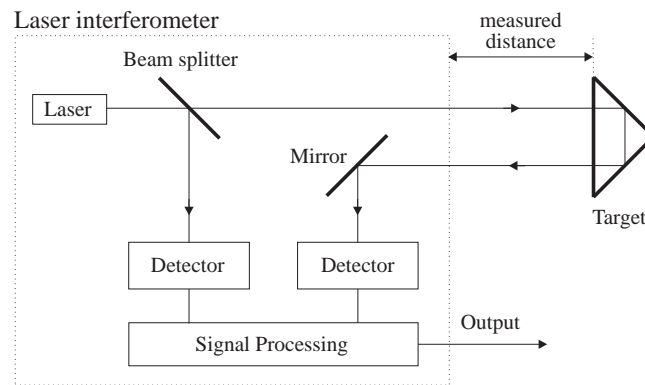 Laser interferometer
measured
distance
Beam splitter
Laser
Mirror
Target
Detector
Detector
Signal Processing
Output